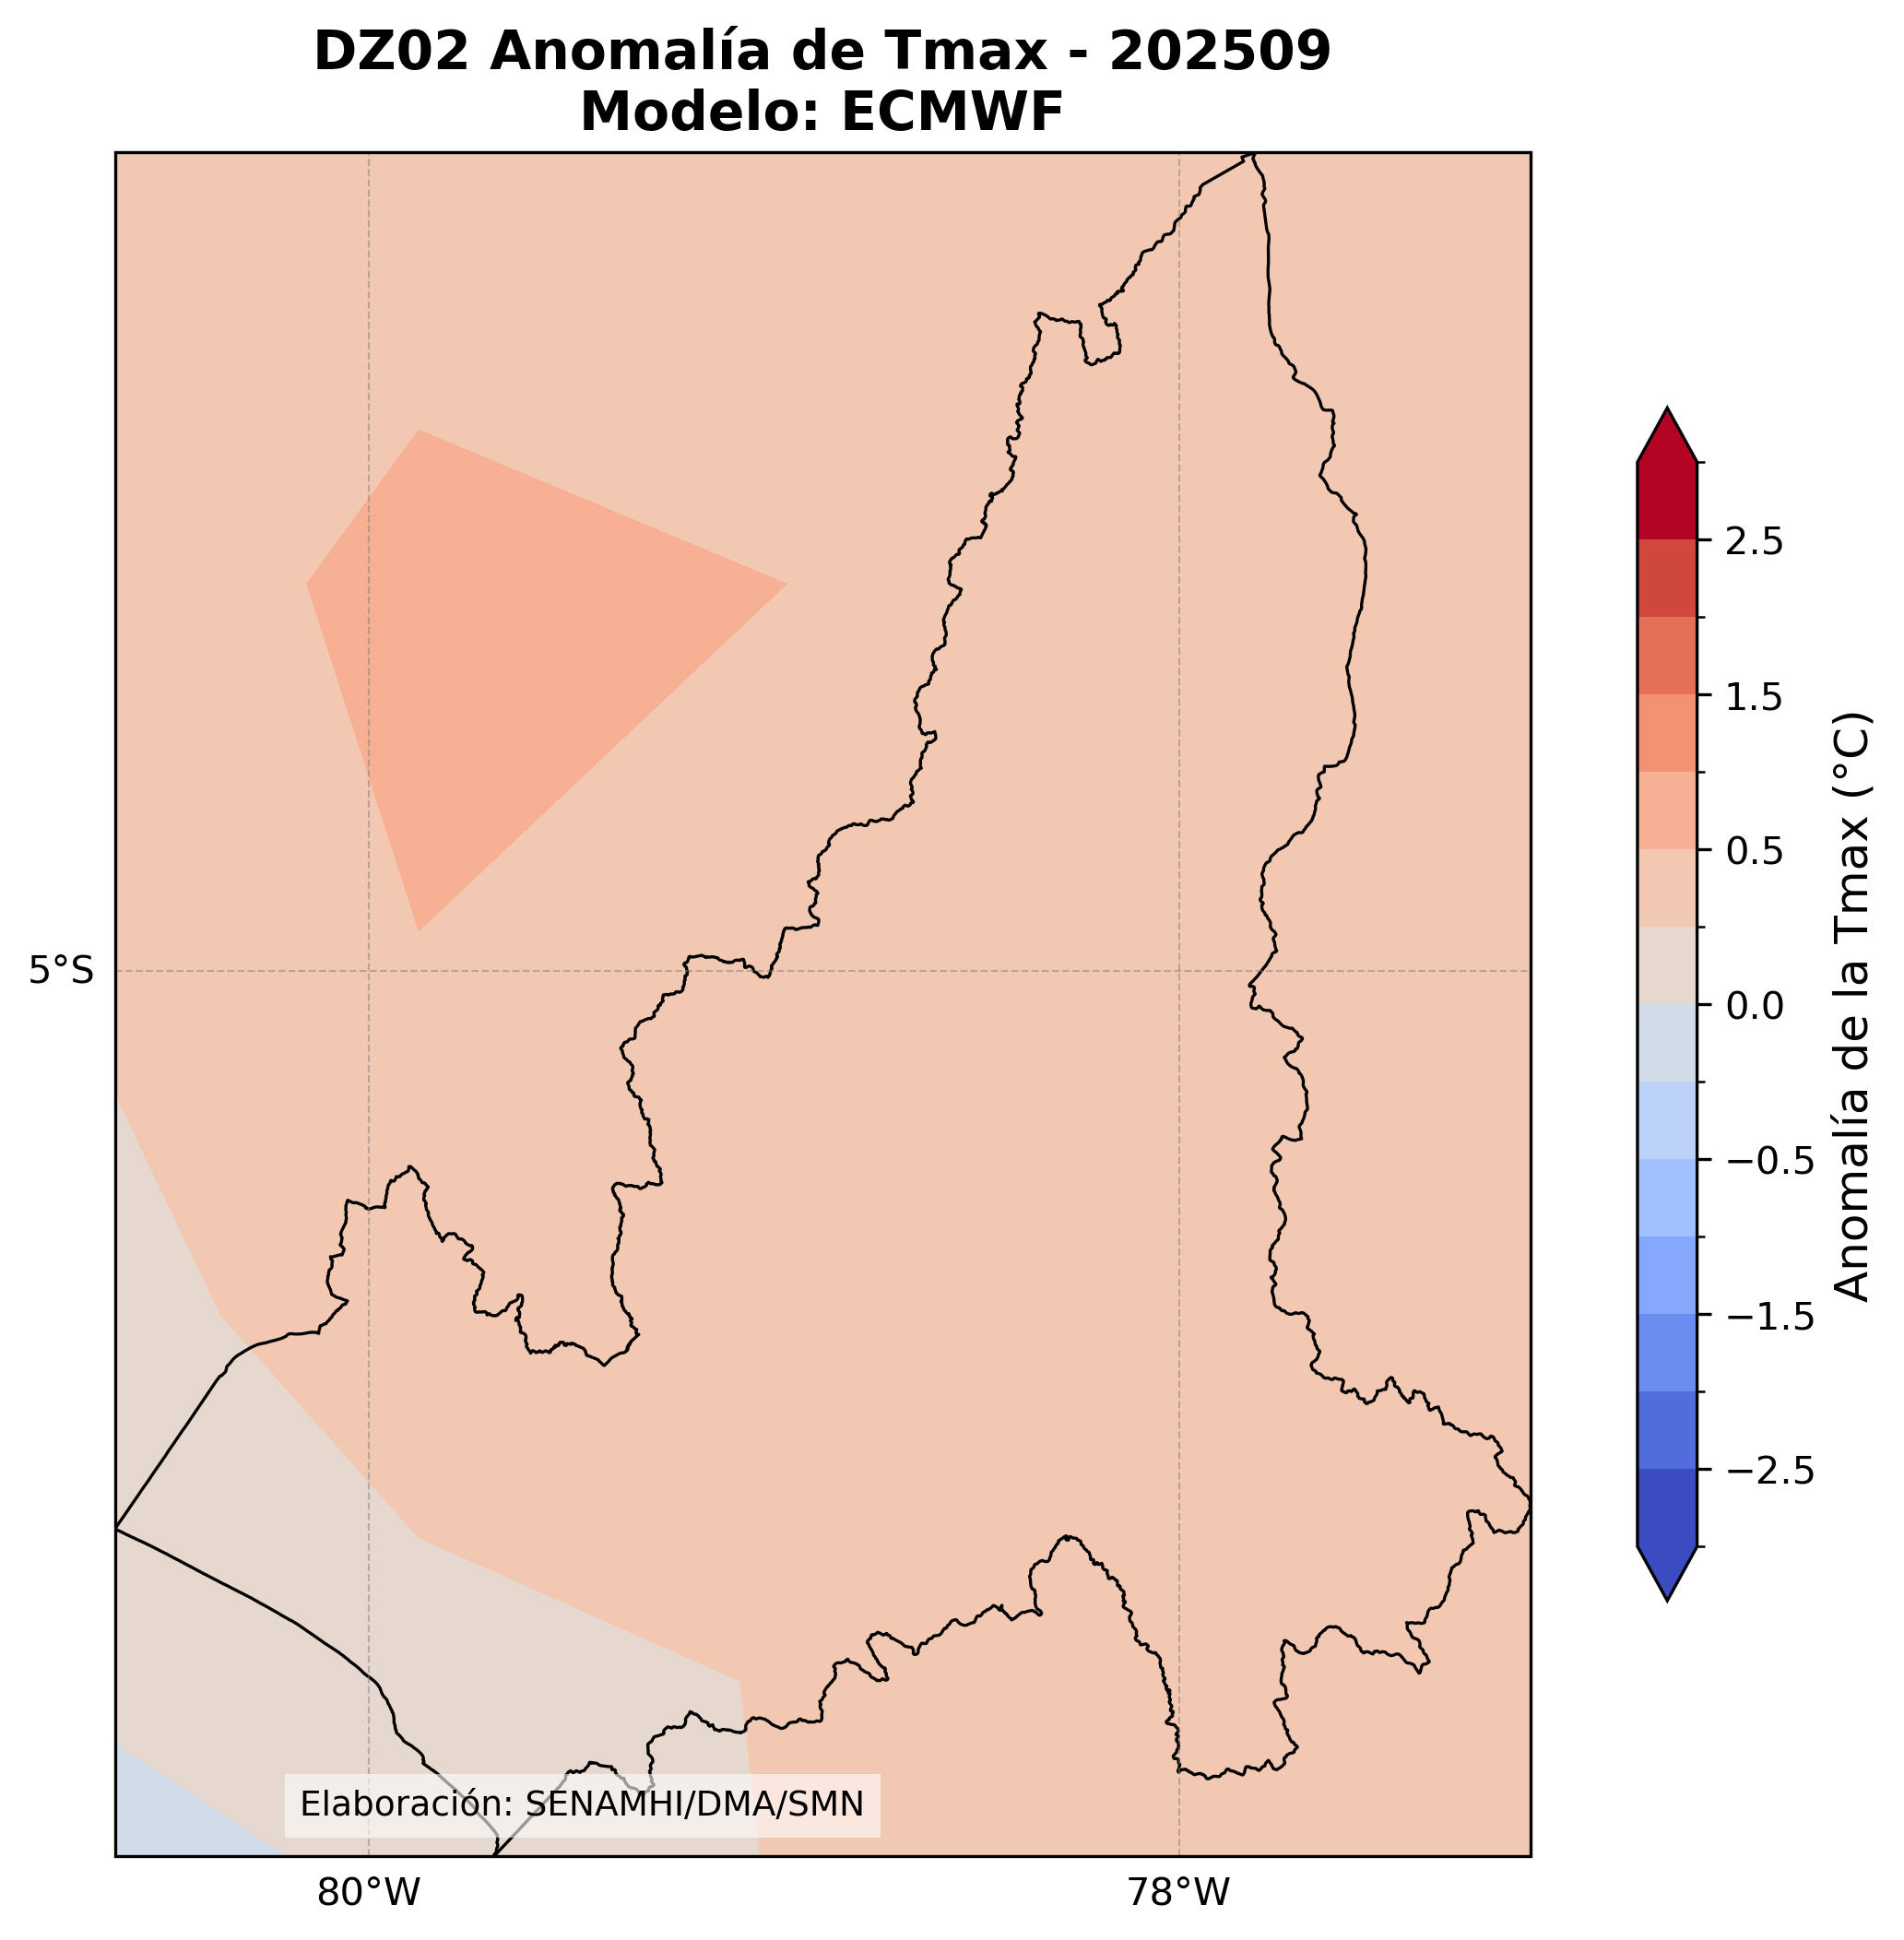 DZ02 Anomalía de Tmax - 202509
Modelo: ECMWF
5°S
80°W
78°W
Elaboración: SENAMHI/DMA/SMN
2.5
1.5
0.5
0.0
−0.5
−1.5
−2.5
Anomalía de la Tmax (°C)